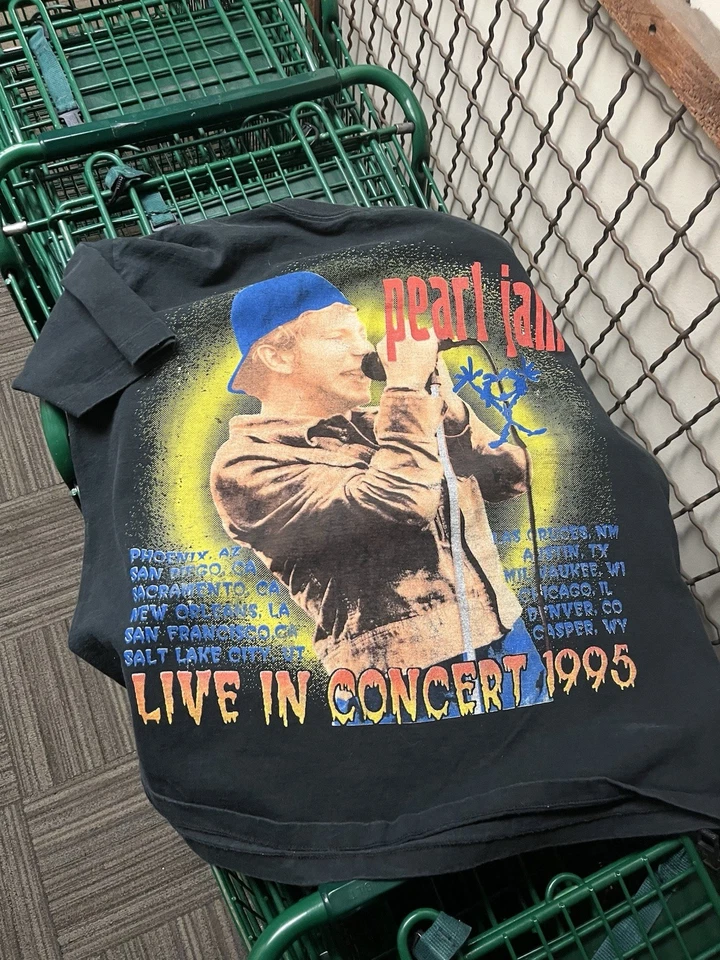 pearl jam
PHOENIX, AZ
SAN DIEGO, CA
SACRAMENTO, CA
NEW ORLEANS, LA
SAN FRANCISCO, CA
SALT LAKE CITY, UT
LAS CRUCES, NM
AUSTIN, TX
MILWAUKEE, WI
CHICAGO, IL
DENVER, CO
CASPER, WY
LIVE IN CONCERT 1995